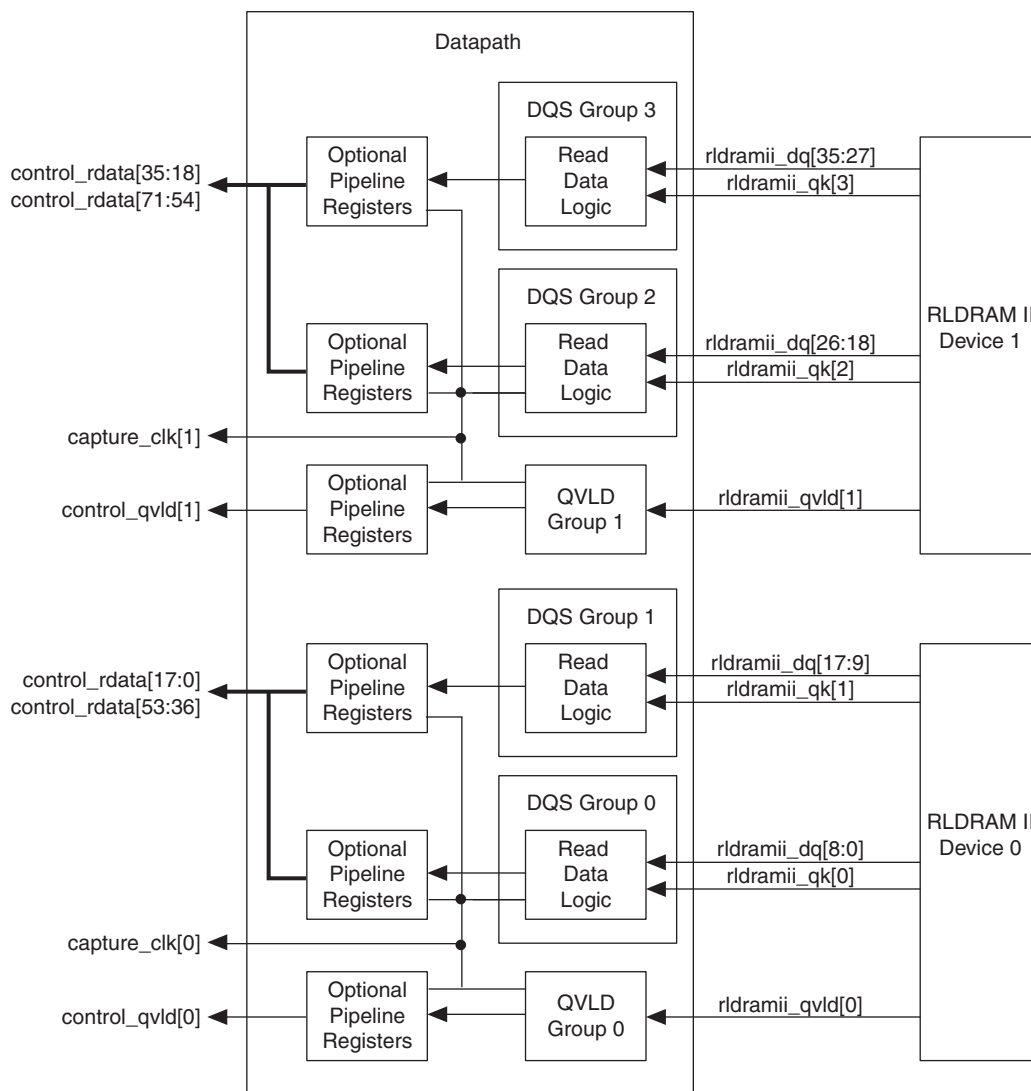 Datapath
DQS Group 3
Optional
Pipeline
Registers
Read
Data
Logic
rldramii_dq[35:27]
rldramii_qk[3]
control_rdata[35:18]
control_rdata[71:54]
DQS Group 2
Optional
Pipeline
Registers
Read
Data
Logic
rldramii_dq[26:18]
rldramii_qk[2]
RLDRAM II
Device 1
capture_clk[1]
control_qvld[1]
Optional
Pipeline
Registers
QVLD
Group 1
rldramii_qvld[1]
DQS Group 1
Optional
Pipeline
Registers
Read
Data
Logic
rldramii_dq[17:9]
rldramii_qk[1]
control_rdata[17:0]
control_rdata[53:36]
DQS Group 0
Optional
Pipeline
Registers
Read
Data
Logic
rldramii_dq[8:0]
rldramii_qk[0]
RLDRAM II
Device 0
capture_clk[0]
control_qvld[0]
Optional
Pipeline
Registers
QVLD
Group 0
rldramii_qvld[0]